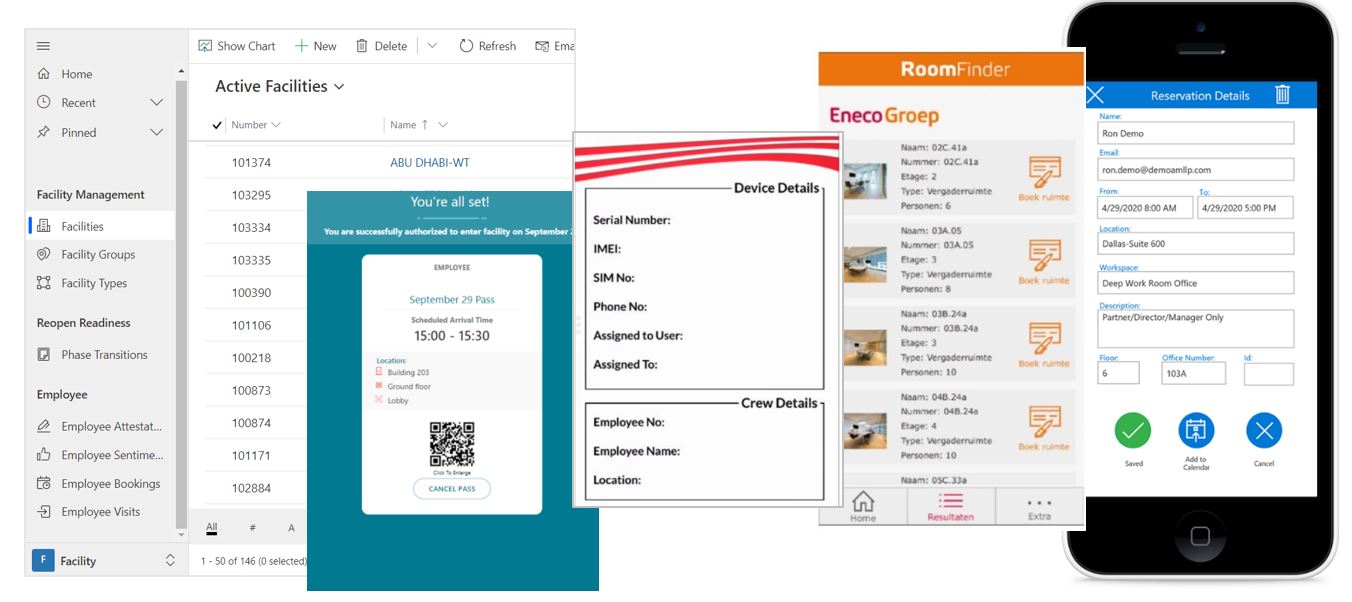 Show Chart
New
Delete
Refresh
Ema
Home
Recent
Pinned
Facility Management
Facilities
Facility Groups
Facility Types
Reopen Readiness
Phase Transitions
Employee
Employee Attestat...
Employee Sentime...
Employee Bookings
Employee Visits
F Facility
Active Facilities
Number Name ↑
101374 ABU DHABI-WT
103295
103334
103335
100390
101106
100218
100873
100874
101171
102884
All # A
1 - 50 of 146 (0 selected)
You're all set!
You are successfully authorized to enter facility on September
EMPLOYEE
September 29 Pass
Scheduled Arrival Time
15:00 - 15:30
Location:
Building 203
Ground floor
Lobby
Click To Enlarge
CANCEL PASS
Device Details
Serial Number:
IMEI:
SIM No:
Phone No:
Assigned to User:
Assigned To:
Crew Details
Employee No:
Employee Name:
Location:
RoomFinder
Eneco Groep
Naam: 02C.41a
Nummer: 02C.41a
Etage: 2
Type: Vergaderruimte
Personen: 6
Boek ruimte
Naam: 03A.05
Nummer: 03A.05
Etage: 3
Type: Vergaderruimte
Personen: 8
Boek ruimte
Naam: 03B.24a
Nummer: 03B.24a
Etage: 3
Type: Vergaderruimte
Personen: 10
Boek ruimte
Naam: 04B.24a
Nummer: 04B.24a
Etage: 4
Type: Vergaderruimte
Personen: 10
Boek ruimte
Naam: 05C.33a
Home
Resultaten
Extra
Reservation Details
Name:
Ron Demo
Email:
ron.demo@demoamllp.com
From: To:
4/29/2020 8:00 AM 4/29/2020 5:00 PM
Location:
Dallas-Suite 600
Workspace:
Deep Work Room Office
Description:
Partner/Director/Manager Only
Floor: Office Number: Id:
6 103A
Saved
Add to
Calendar
Cancel